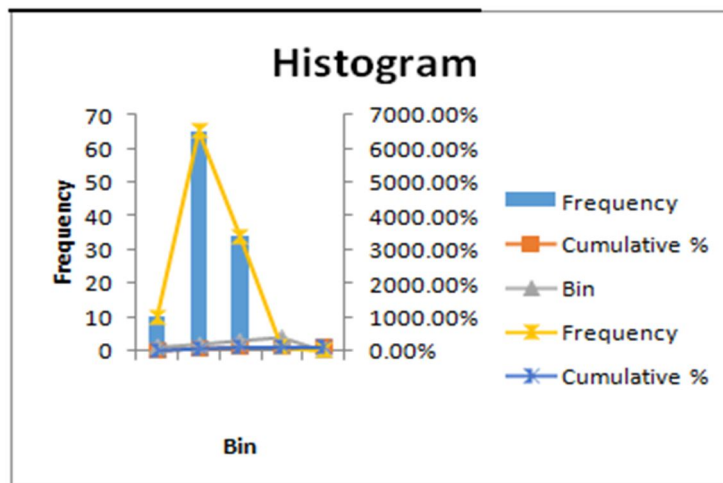 Histogram
70
60
50
40
30
20
10
0
Frequency
7000.00%
6000.00%
5000.00%
4000.00%
3000.00%
2000.00%
1000.00%
0.00%
Bin
Frequency
Cumulative %
Bin
Frequency
Cumulative %